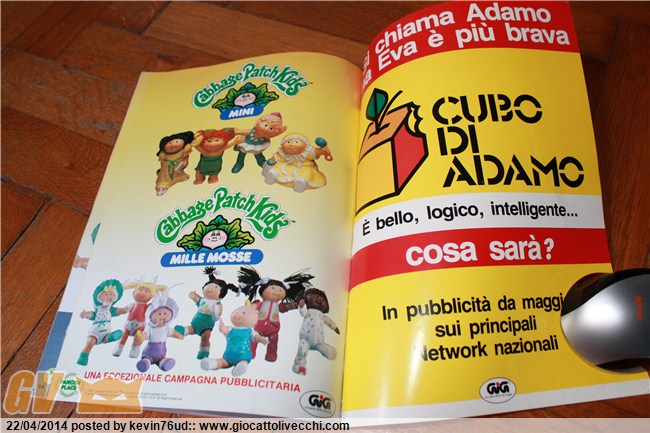 Cabbage Patch Kids
MINI
Cabbage Patch Kids
MILLE MOSSE
UNA ECCEZIONALE CAMPAGNA PUBBLICITARIA
GIG
chiama Adamo
Eva è più brava
CUBO
DI
ADAMO
È bello, logico, intelligente...
cosa sarà?
In pubblicità da maggi
sui principali
Network nazionali
GIG
GV
22/04/2014 posted by kevin76ud:: www.giocattolivecchi.com